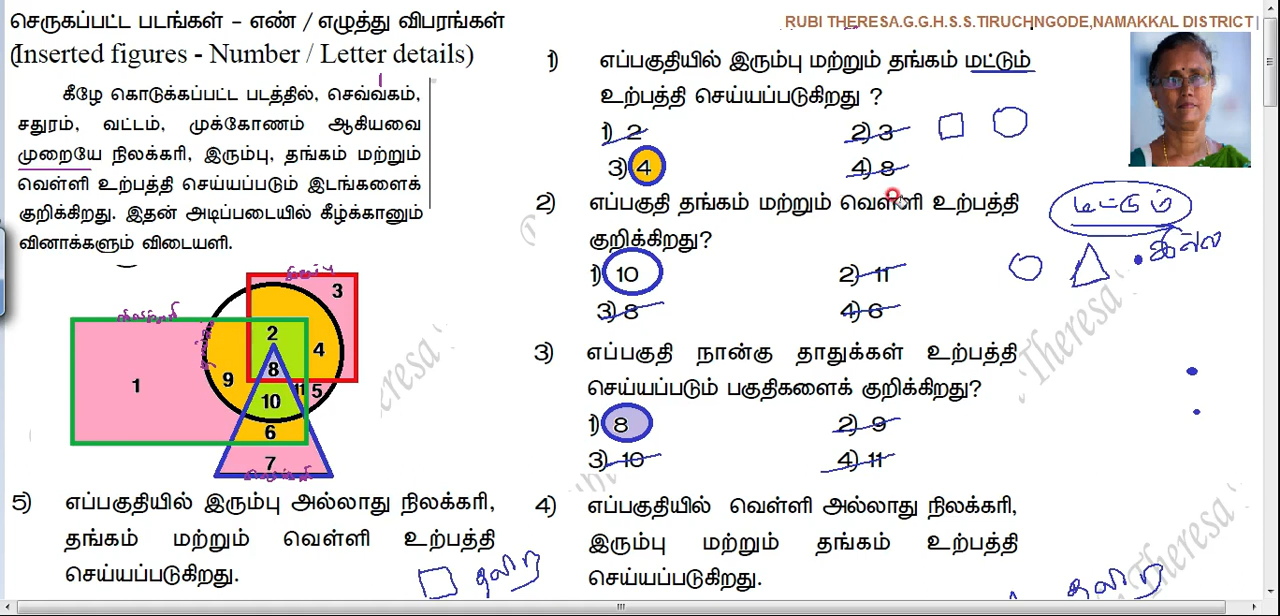 செருகப்பட்ட படங்கள் – எண் / எழுத்து விபரங்கள்
(Inserted figures - Number / Letter details)
RUBI THERESA.G.G.H.S.S.TIRUCHNGODE,NAMAKKAL DISTRICT
கீழே கொடுக்கப்பட்ட படத்தில், செவ்வகம்,
சதுரம், வட்டம், முக்கோணம் ஆகியவை
முறையே நிலக்கரி, இரும்பு, தங்கம் மற்றும்
வெள்ளி உற்பத்தி செய்யப்படும் இடங்களைக்
குறிக்கிறது. இதன் அடிப்படையில் கீழ்க்கானும்
வினாக்களும் விடையளி.
3
2
4
8
1
9
11 5
10
6
7
1) எப்பகுதியில் இரும்பு மற்றும் தங்கம் மட்டும்
உற்பத்தி செய்யப்படுகிறது ?
1) 2 2) 3
3) 4 4) 8
2) எப்பகுதி தங்கம் மற்றும் வெள்ளி உற்பத்தி
குறிக்கிறது?
1) 10 2) 11
3) 8 4) 6
மட்டும்
இல்ல
3) எப்பகுதி நான்கு தாதுக்கள் உற்பத்தி
செய்யப்படும் பகுதிகளைக் குறிக்கிறது?
1) 8 2) 9
3) 10 4) 11
Theresa
Theresa
5) எப்பகுதியில் இரும்பு அல்லாது நிலக்கரி,
தங்கம் மற்றும் வெள்ளி உற்பத்தி
செய்யப்படுகிறது.
தவிர
4) எப்பகுதியில் வெள்ளி அல்லாது நிலக்கரி,
இரும்பு மற்றும் தங்கம் உற்பத்தி
செய்யப்படுகிறது.
தவிர